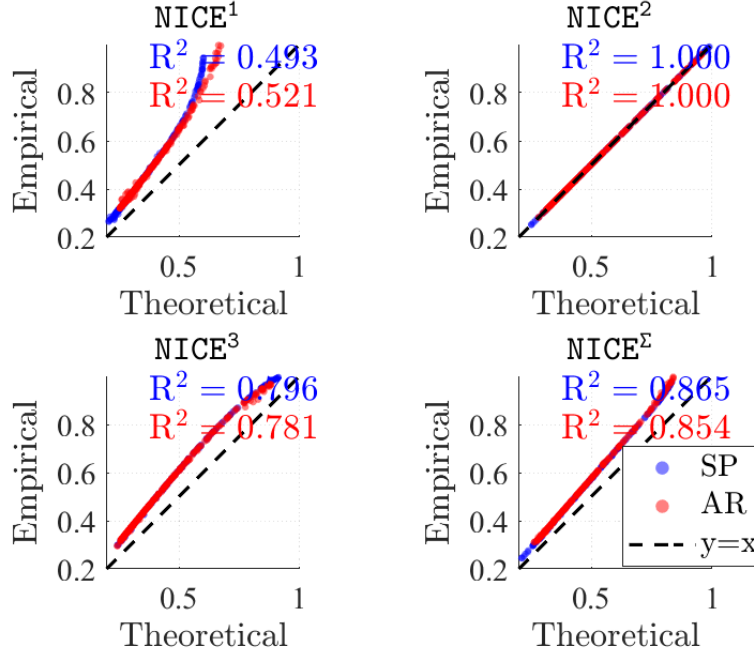 NICE¹
R² = 0.493
R² = 0.521
Empirical
0.8
0.6
0.4
0.2
0.5
1
Theoretical
NICE²
R² = 1.000
R² = 1.000
Empirical
0.8
0.6
0.4
0.2
0.5
1
Theoretical
NICE³
R² = 0.796
R² = 0.781
Empirical
0.8
0.6
0.4
0.2
0.5
1
Theoretical
NICE^Σ
R² = 0.865
R² = 0.854
Empirical
0.8
0.6
0.4
0.2
0.5
1
Theoretical
SP
AR
y=x